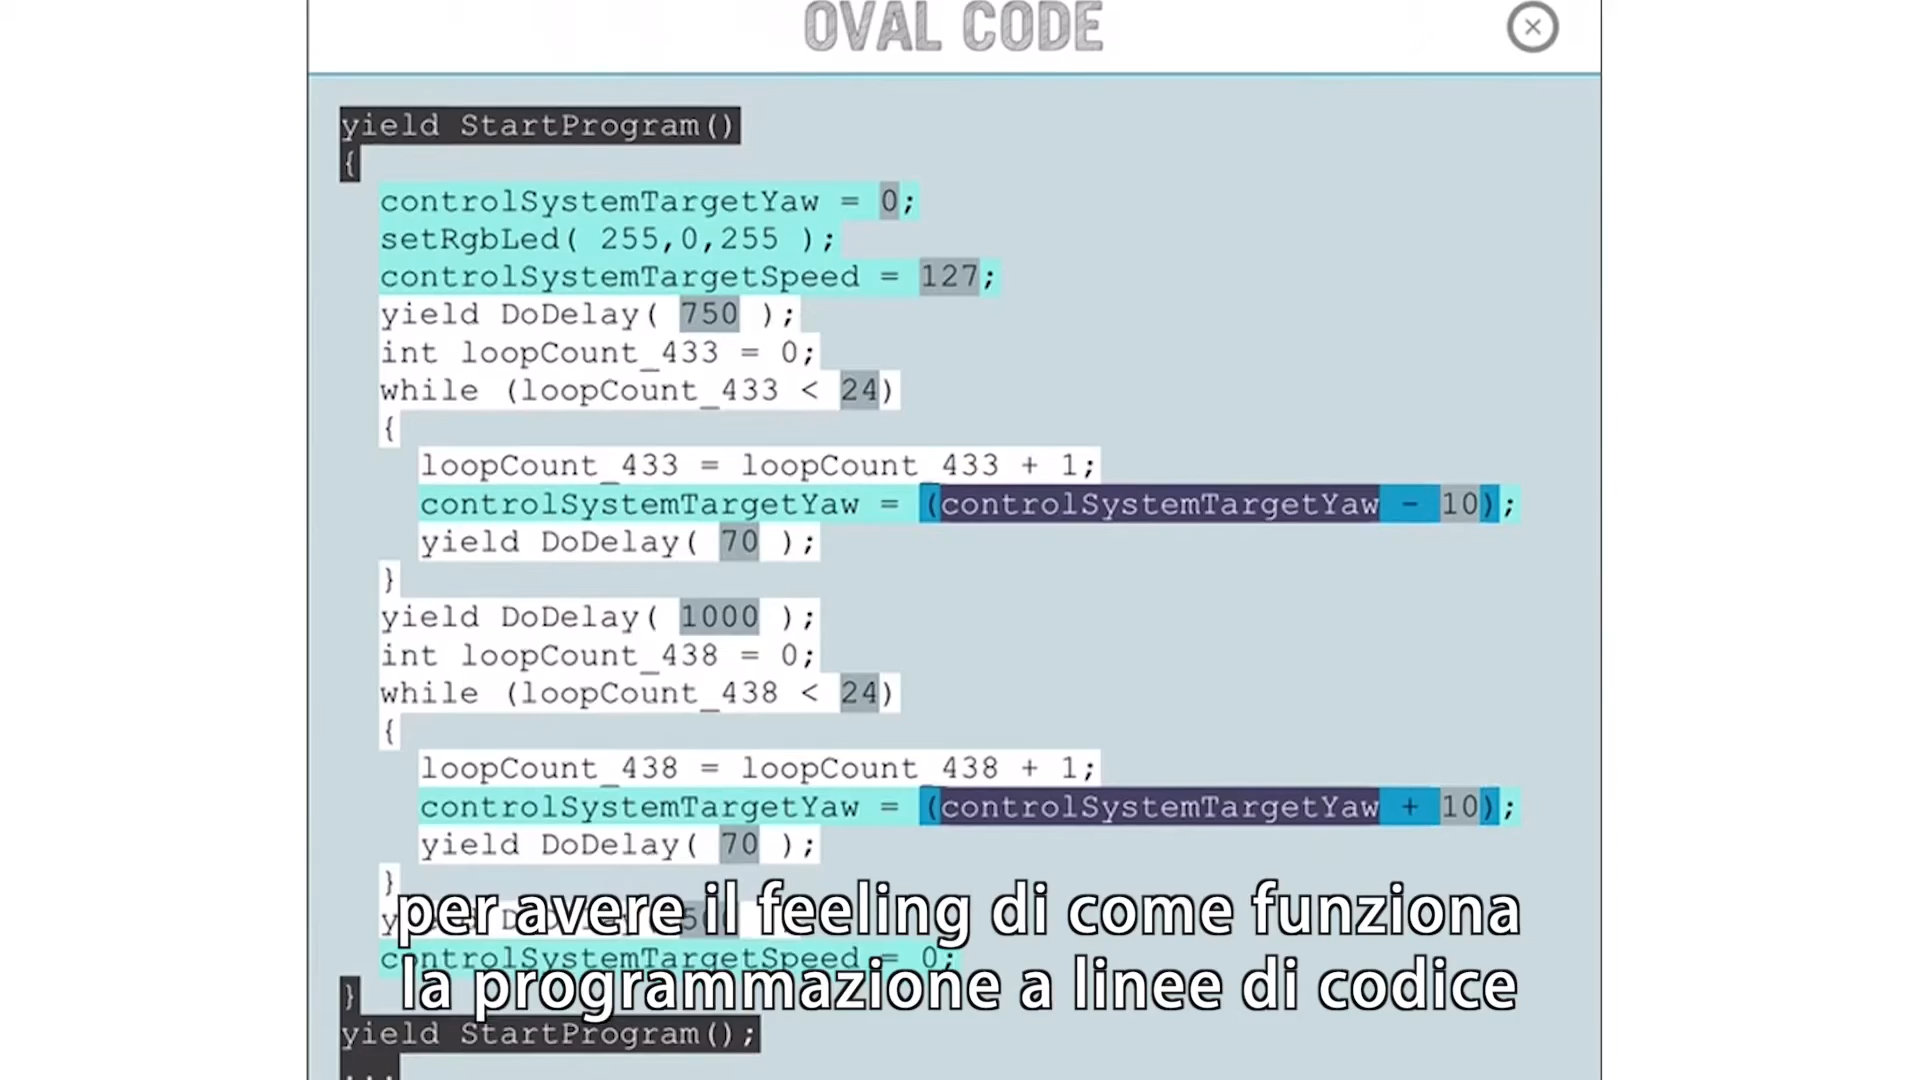 OVAL CODE
yield StartProgram()
{
controlSystemTargetYaw = 0;
setRgbLed( 255,0,255 );
controlSystemTargetSpeed = 127;
yield DoDelay( 750 );
int loopCount_433 = 0;
while (loopCount_433 < 24)
{
loopCount_433 = loopCount_433 + 1;
controlSystemTargetYaw = (controlSystemTargetYaw - 10);
yield DoDelay( 70 );
}
yield DoDelay( 1000 );
int loopCount_438 = 0;
while (loopCount_438 < 24)
{
loopCount_438 = loopCount_438 + 1;
controlSystemTargetYaw = (controlSystemTargetYaw + 10);
yield DoDelay( 70 );
}
per avere il feeling di come funziona
controlSystemTargetSpeed = 0;
la programmazione a linee di codice
}
yield StartProgram();
...